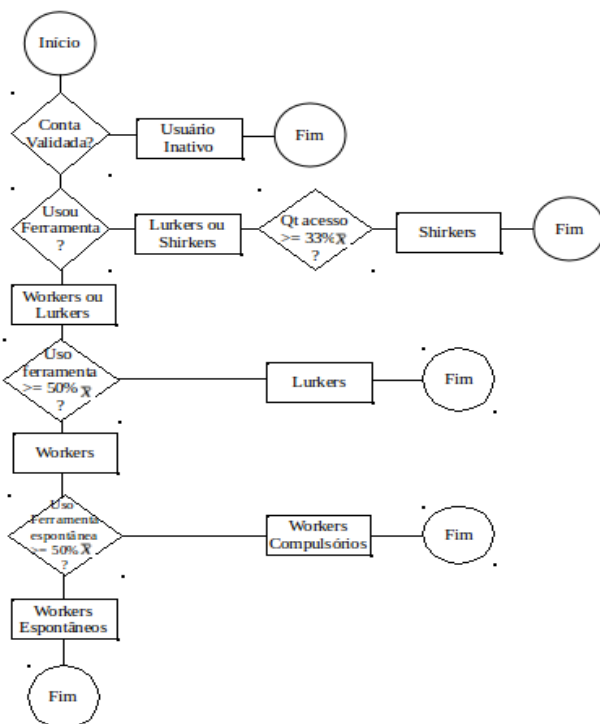 Início
Conta
Validada?
Usuário
Inativo
Fim
Usou
Ferramenta
?
Lurkers ou
Shirkers
Qt acesso
>= 33% x̅
?
Shirkers
Fim
Workers ou
Lurkers
Uso
ferramenta
>= 50% x̅
?
Lurkers
Fim
Workers
Uso
Ferramenta
espontânea
>= 50% x̅
?
Workers
Compulsórios
Fim
Workers
Espontâneos
Fim